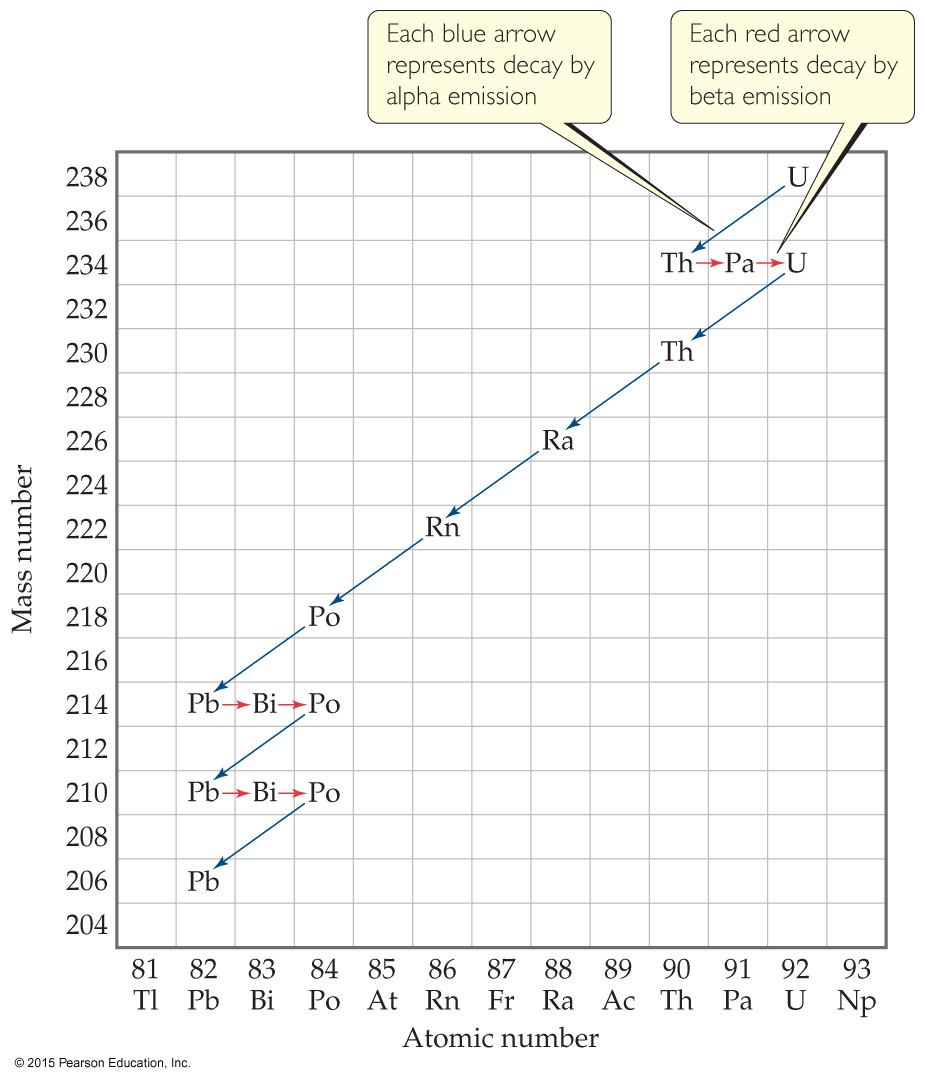 Each blue arrow
represents decay by
alpha emission
Each red arrow
represents decay by
beta emission
238 U
236
234 Th Pa U
232
230 Th
228
226 Ra
224
222 Rn
220
218 Po
216
214 Pb Bi Po
212
210 Pb Bi Po
208
206 Pb
204
Mass number
81 82 83 84 85 86 87 88 89 90 91 92 93
Tl Pb Bi Po At Rn Fr Ra Ac Th Pa U Np
Atomic number
© 2015 Pearson Education, Inc.